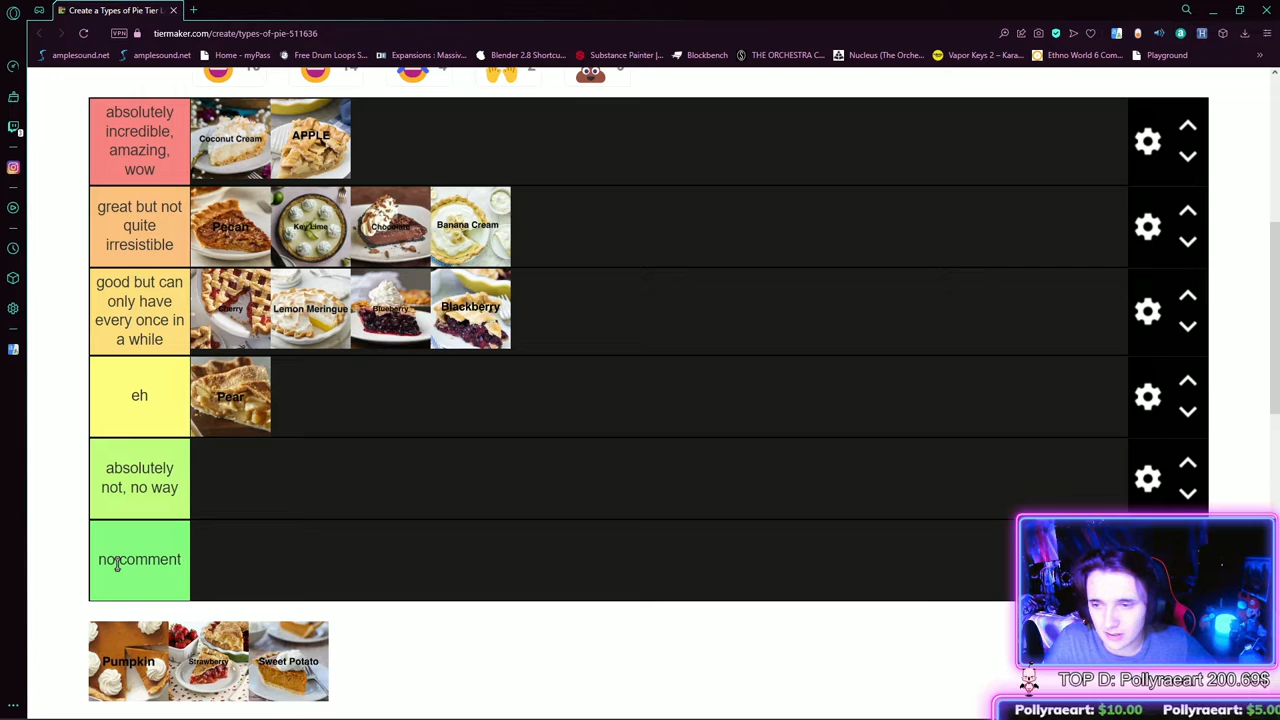 Create a Types of Pie Tier L
tiermaker.com/create/types-of-pie-511636
VPN
amplesound.net
amplesound.net
Home - myPass
Free Drum Loops S...
Expansions : Massiv...
Blender 2.8 Shortcu...
Substance Painter |...
Blockbench
THE ORCHESTRA C...
Nucleus (The Orche...
Vapor Keys 2 – Kara...
Ethno World Com...
Playground
absolutely
incredible,
amazing,
wow
Coconut Cream
APPLE
great but not
quite
irresistible
Pecan
Key Lime
Chocolate
Banana Cream
good but can
only have
every once in
a while
Cherry
Lemon Meringue
Blueberry
Blackberry
eh
Pear
absolutely
not, no way
no comment
Pumpkin
Strawberry
Sweet Potato
TOP D: Pollyraeart 200.69$
Pollyraeart: $10.00 Pollyraeart: $5.00